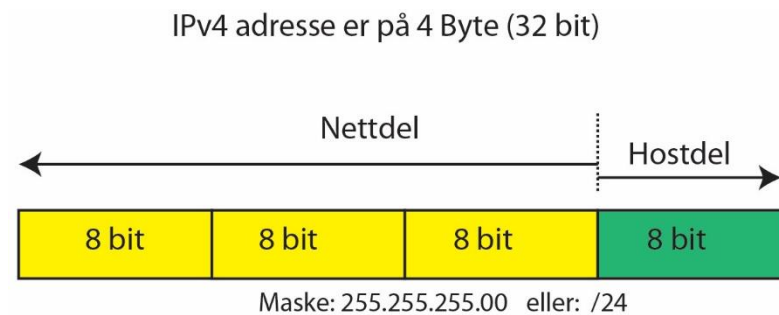 IPv4 adresse er på 4 Byte (32 bit)
Nettdel
Hostdel
8 bit 8 bit 8 bit 8 bit
Maske: 255.255.255.00 eller: /24